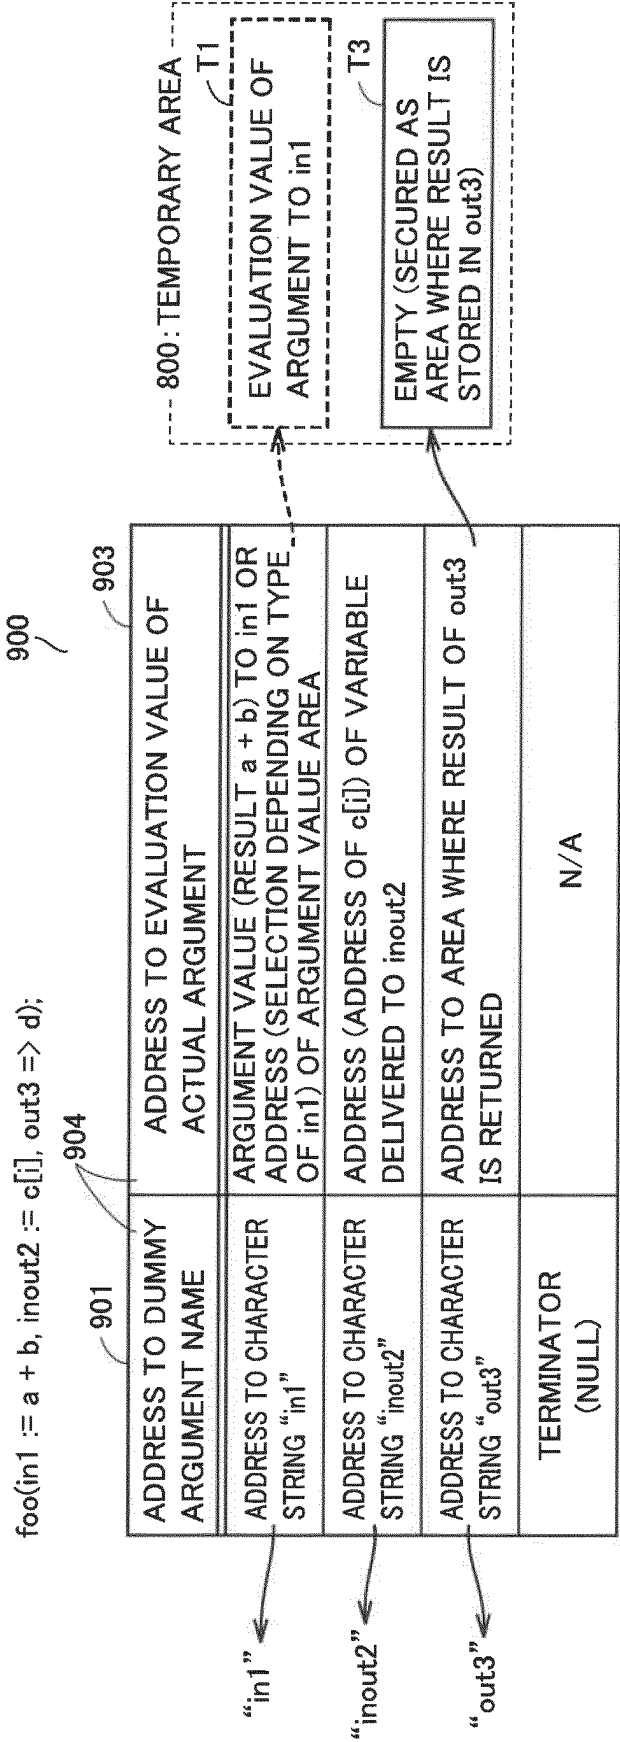 foo(in1 := a + b, inout2 := c[i], out3 => d);
900
901
904
903
ADDRESS TO DUMMY
ARGUMENT NAME
ADDRESS TO EVALUATION VALUE OF
ACTUAL ARGUMENT
ADDRESS TO CHARACTER
STRING “in1”
ARGUMENT VALUE (RESULT a + b) TO in1 OR
ADDRESS (SELECTION DEPENDING ON TYPE
OF in1) OF ARGUMENT VALUE AREA
ADDRESS TO CHARACTER
STRING “inout2”
ADDRESS (ADDRESS OF c[i]) OF VARIABLE
DELIVERED TO inout2
ADDRESS TO CHARACTER
STRING “out3”
ADDRESS TO AREA WHERE RESULT OF out3
IS RETURNED
TERMINATOR
(NULL)
N/A
“in1”
“inout2”
“out3”
800 : TEMPORARY AREA
T1
EVALUATION VALUE OF
ARGUMENT TO in1
T3
EMPTY (SECURED AS
AREA WHERE RESULT IS
STORED IN out3)